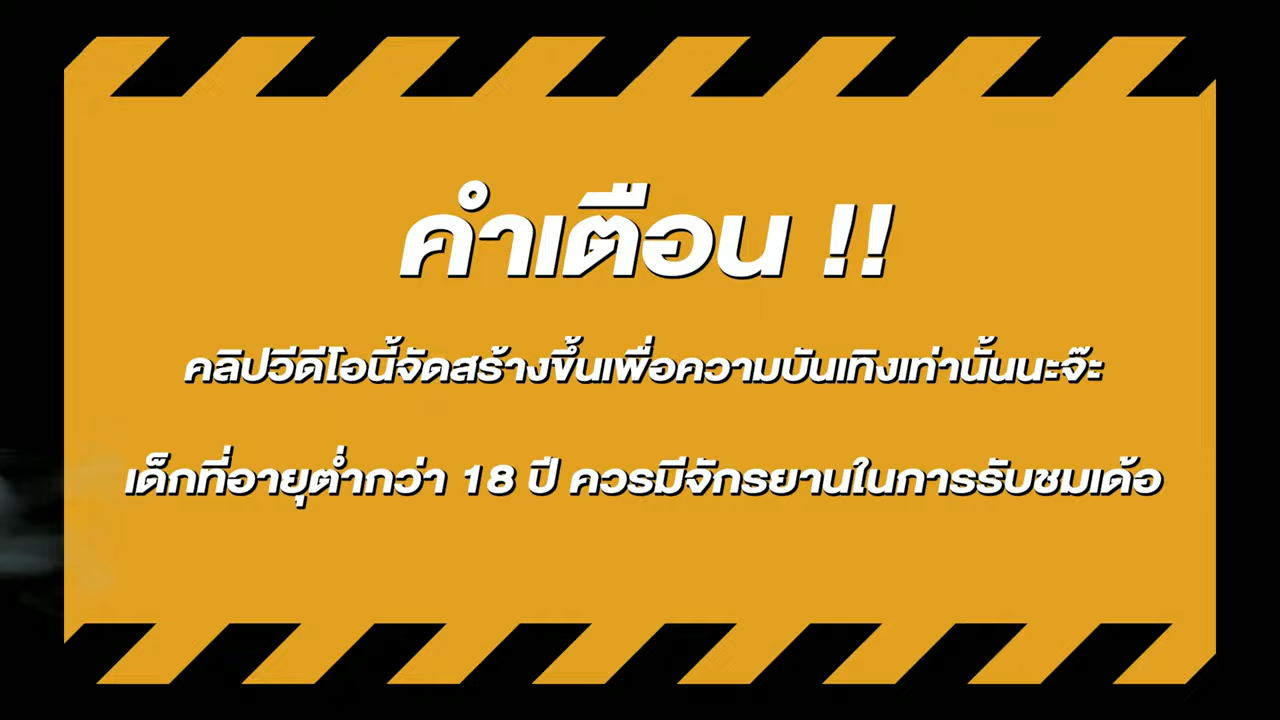 คำเตือน !!
คลิปวีดีโอนี้จัดสร้างขึ้นเพื่อความบันเทิงเท่านั้นนะจ๊ะ
เด็กที่อายุต่ำกว่า 18 ปี ควรมีจักรยานในการรับชมเด้อ